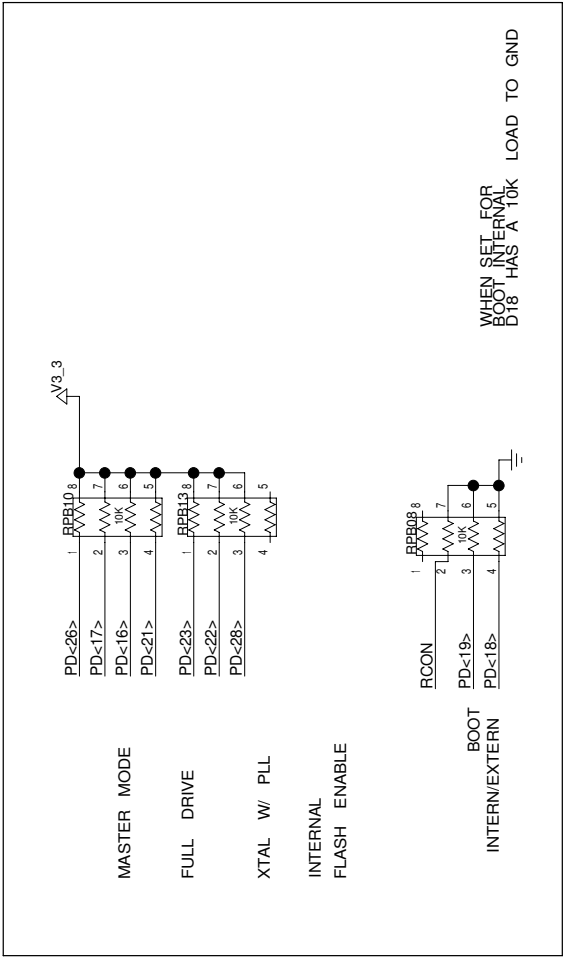 V3_3
RPB10
PD<26> 1 8
PD<17> 2 7
10K
PD<16> 3 6
PD<21> 4 5
RPB13
PD<23> 1 8
PD<22> 2 7
10K
PD<28> 3 6
4 5
MASTER MODE
FULL DRIVE
XTAL W/ PLL
INTERNAL
FLASH ENABLE
RPB08
1 8
RCON 2 7
10K
PD<19> 3 6
PD<18> 4 5
BOOT
INTERN/EXTERN
WHEN SET FOR
BOOT INTERNAL
D18 HAS A 10K LOAD TO GND